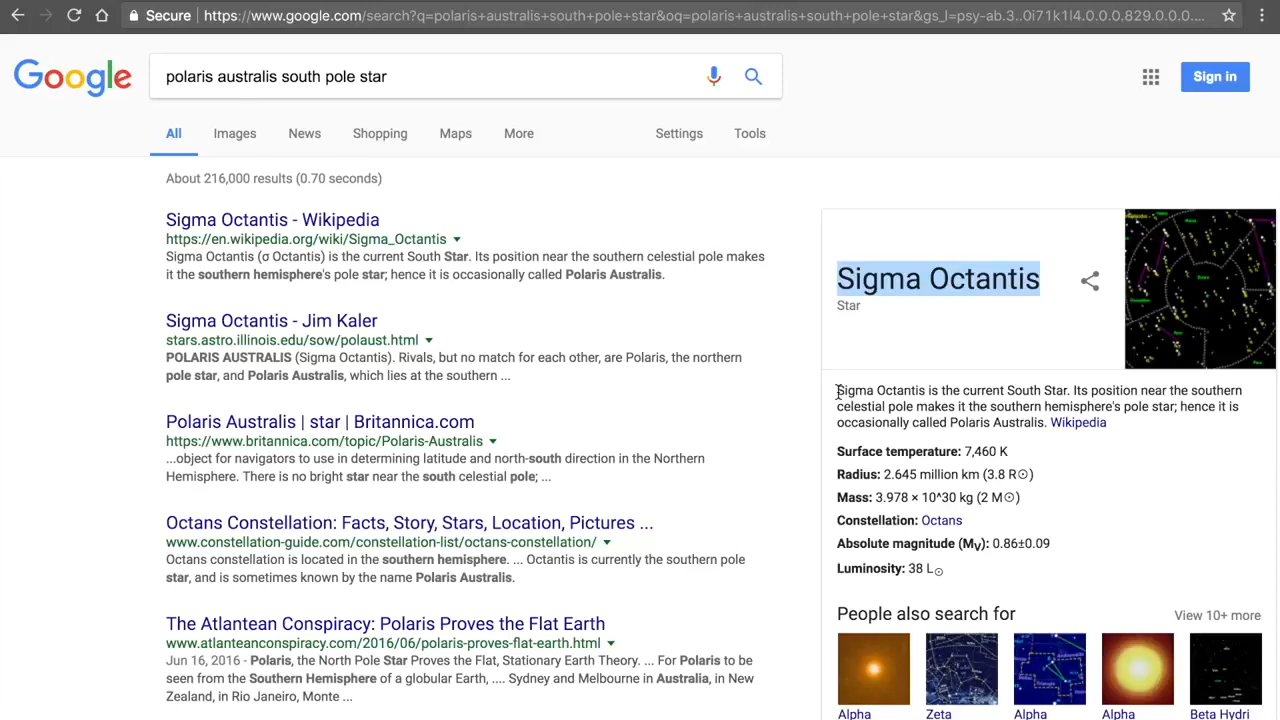 Secure https://www.google.com/search?q=polaris+australis+south+pole+star&oq=polaris+australis+south+pole+star&gs_l=psy-ab.3..0i71k1l4.0.0.0.829.0.0.0....
Google
polaris australis south pole star
Sign in
All Images News Shopping Maps More Settings Tools
About 216,000 results (0.70 seconds)
Sigma Octantis - Wikipedia
https://en.wikipedia.org/wiki/Sigma_Octantis
Sigma Octantis (σ Octantis) is the current South Star. Its position near the southern celestial pole makes
it the southern hemisphere's pole star; hence it is occasionally called Polaris Australis.
Sigma Octantis - Jim Kaler
stars.astro.illinois.edu/sow/polaust.html
POLARIS AUSTRALIS (Sigma Octantis). Rivals, but no match for each other, are Polaris, the northern
pole star, and Polaris Australis, which lies at the southern ...
Polaris Australis | star | Britannica.com
https://www.britannica.com/topic/Polaris-Australis
...object for navigators to use in determining latitude and north-south direction in the Northern
Hemisphere. There is no bright star near the south celestial pole; ...
Octans Constellation: Facts, Story, Stars, Location, Pictures ...
www.constellation-guide.com/constellation-list/octans-constellation/
Octans constellation is located in the southern hemisphere. ... Octantis is currently the southern pole
star, and is sometimes known by the name Polaris Australis.
The Atlantean Conspiracy: Polaris Proves the Flat Earth
www.atlanteanconspiracy.com/2016/06/polaris-proves-flat-earth.html
Jun 16, 2016 - Polaris, the North Pole Star Proves the Flat, Stationary Earth Theory. ... For Polaris to be
seen from the Southern Hemisphere of a globular Earth, .... Sydney and Melbourne in Australia, in New
Zealand, in Rio Janeiro, Monte ...
Sigma Octantis
Star
Sigma Octantis is the current South Star. Its position near the southern
celestial pole makes it the southern hemisphere's pole star; hence it is
occasionally called Polaris Australis. Wikipedia
Surface temperature: 7,460 K
Radius: 2.645 million km (3.8 R☉)
Mass: 3.978 × 10^30 kg (2 M☉)
Constellation: Octans
Absolute magnitude (MV): 0.86±0.09
Luminosity: 38 L☉
People also search for View 10+ more
Alpha Zeta Alpha Alpha Beta Hydri